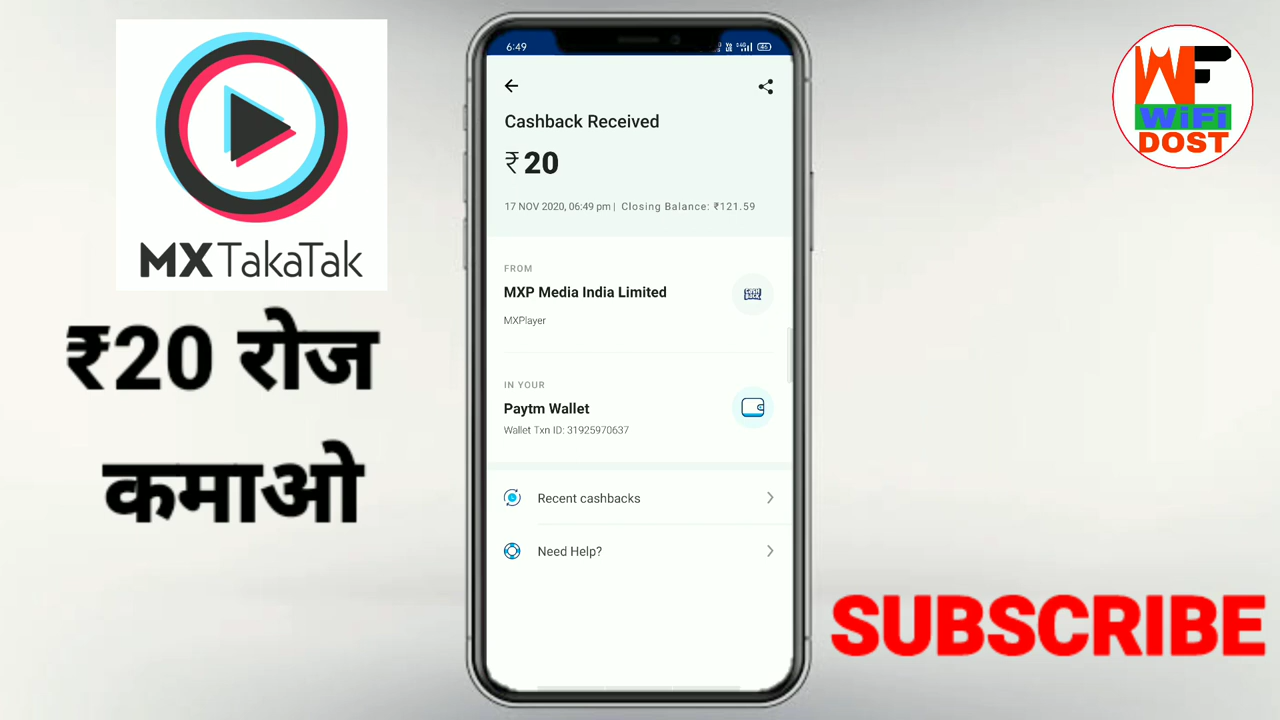 MXTakaTak
₹20 रोज
कमाओ
6:49
Cashback Received
₹20
17 NOV 2020, 06:49 pm | Closing Balance: ₹121.59
FROM
MXP Media India Limited
MXPlayer
IN YOUR
Paytm Wallet
Wallet Txn ID: 31925970637
Recent cashbacks
Need Help?
WF
WiFi
DOST
SUBSCRIBE